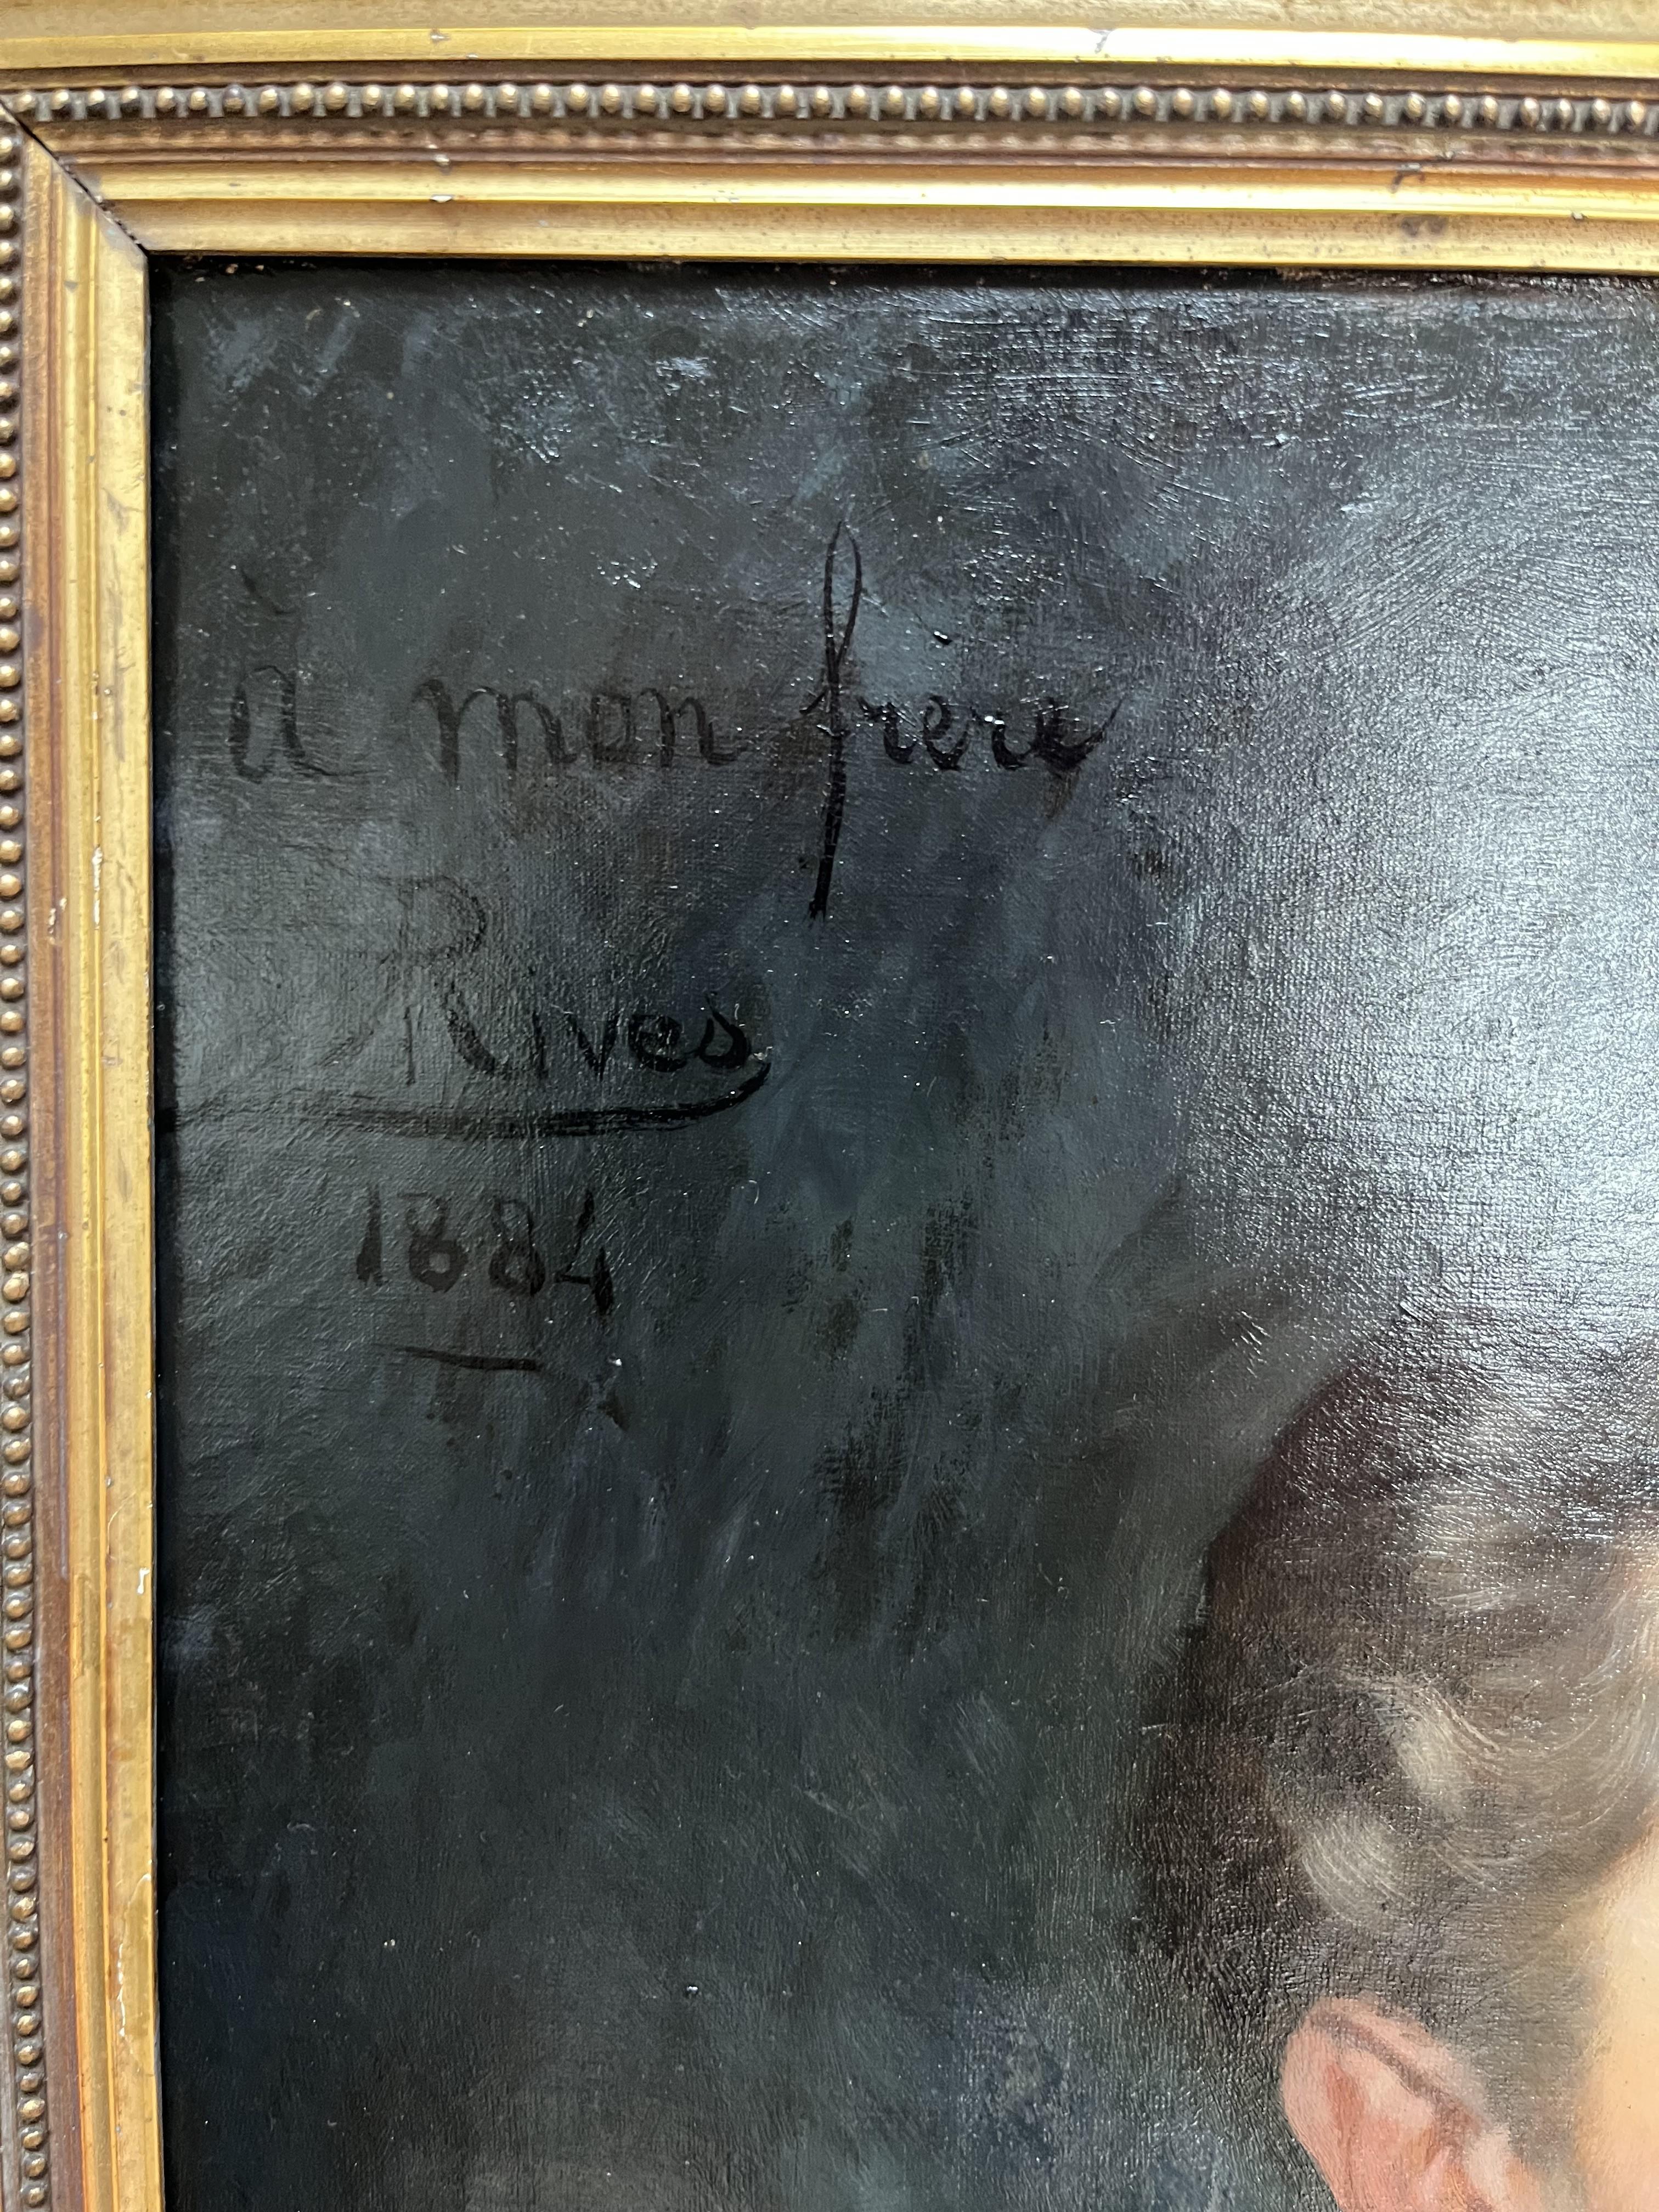 à mon frère
Rives
1884